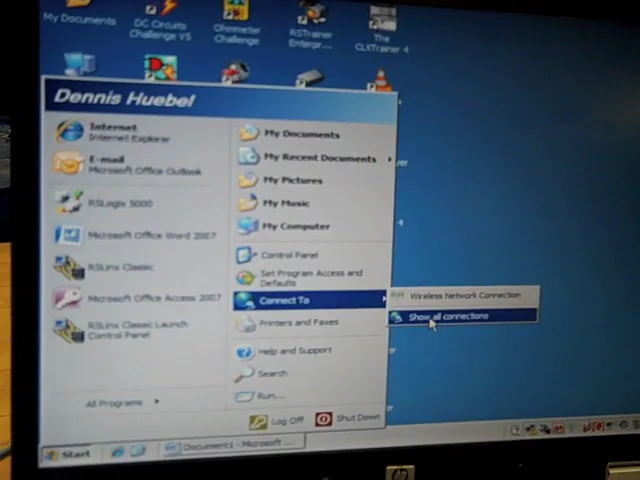 My Documents
DC Circuits
Challenge V5
Ohmmeter
Challenge
RSTrainer
Enterpr...
The
CLXTrainer 4
Dennis Huebel
Internet
Internet Explorer
E-mail
Microsoft Office Outlook
RSLogix 5000
Microsoft Office Word 2007
RSLinx Classic
Microsoft Office Access 2007
RSLinx Classic Launch
Control Panel
All Programs
My Documents
My Recent Documents
My Pictures
My Music
My Computer
Control Panel
Set Program Access and
Defaults
Connect To
Printers and Faxes
Help and Support
Search
Run...
Wireless Network Connection
Show all connections
Log Off
Shut Down
Start
Document1 - Microsoft ...
hp